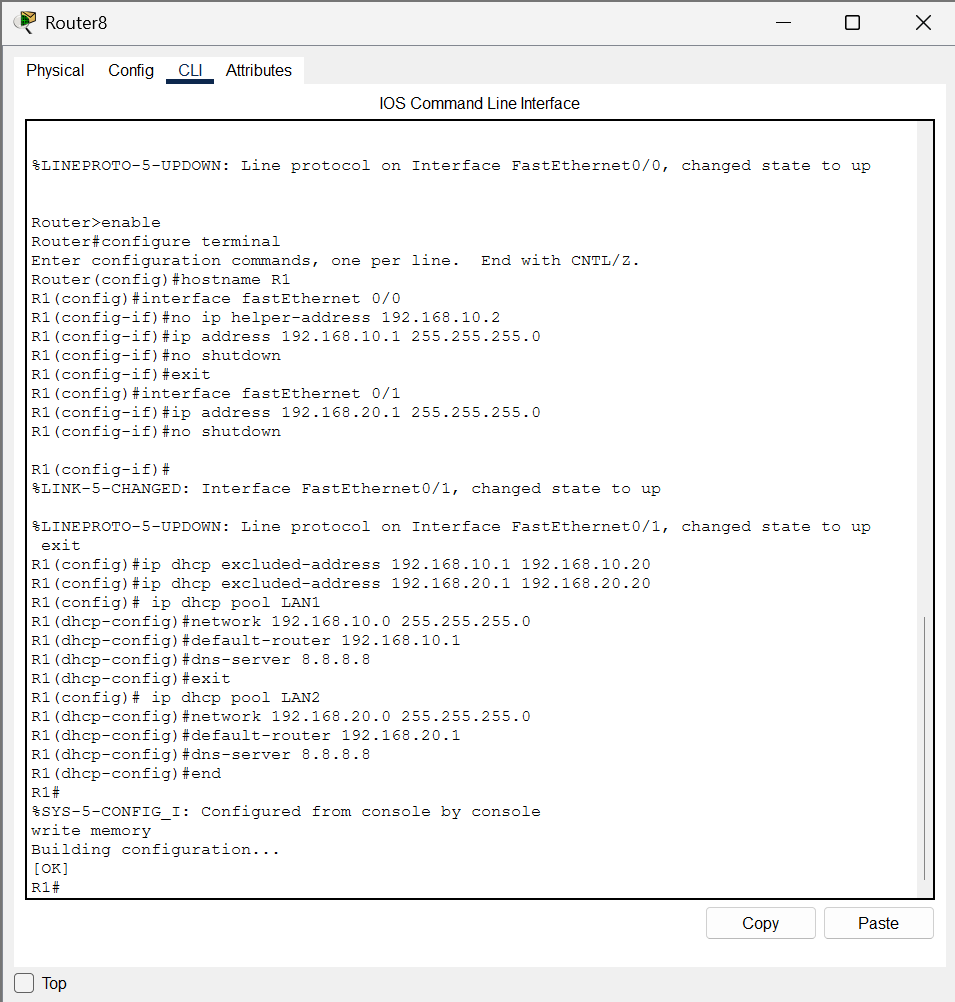 Router8
Physical Config CLI Attributes
IOS Command Line Interface
%LINEPROTO-5-UPDOWN: Line protocol on Interface FastEthernet0/0, changed state to up
Router>enable
Router#configure terminal
Enter configuration commands, one per line.  End with CNTL/Z.
Router(config)#hostname R1
R1(config)#interface fastEthernet 0/0
R1(config-if)#no ip helper-address 192.168.10.2
R1(config-if)#ip address 192.168.10.1 255.255.255.0
R1(config-if)#no shutdown
R1(config-if)#exit
R1(config)#interface fastEthernet 0/1
R1(config-if)#ip address 192.168.20.1 255.255.255.0
R1(config-if)#no shutdown
R1(config-if)#
%LINK-5-CHANGED: Interface FastEthernet0/1, changed state to up
%LINEPROTO-5-UPDOWN: Line protocol on Interface FastEthernet0/1, changed state to up
 exit
R1(config)#ip dhcp excluded-address 192.168.10.1 192.168.10.20
R1(config)#ip dhcp excluded-address 192.168.20.1 192.168.20.20
R1(config)# ip dhcp pool LAN1
R1(dhcp-config)#network 192.168.10.0 255.255.255.0
R1(dhcp-config)#default-router 192.168.10.1
R1(dhcp-config)#dns-server 8.8.8.8
R1(dhcp-config)#exit
R1(config)# ip dhcp pool LAN2
R1(dhcp-config)#network 192.168.20.0 255.255.255.0
R1(dhcp-config)#default-router 192.168.20.1
R1(dhcp-config)#dns-server 8.8.8.8
R1(dhcp-config)#end
R1#
%SYS-5-CONFIG_I: Configured from console by console
write memory
Building configuration...
[OK]
R1#
Copy Paste
Top